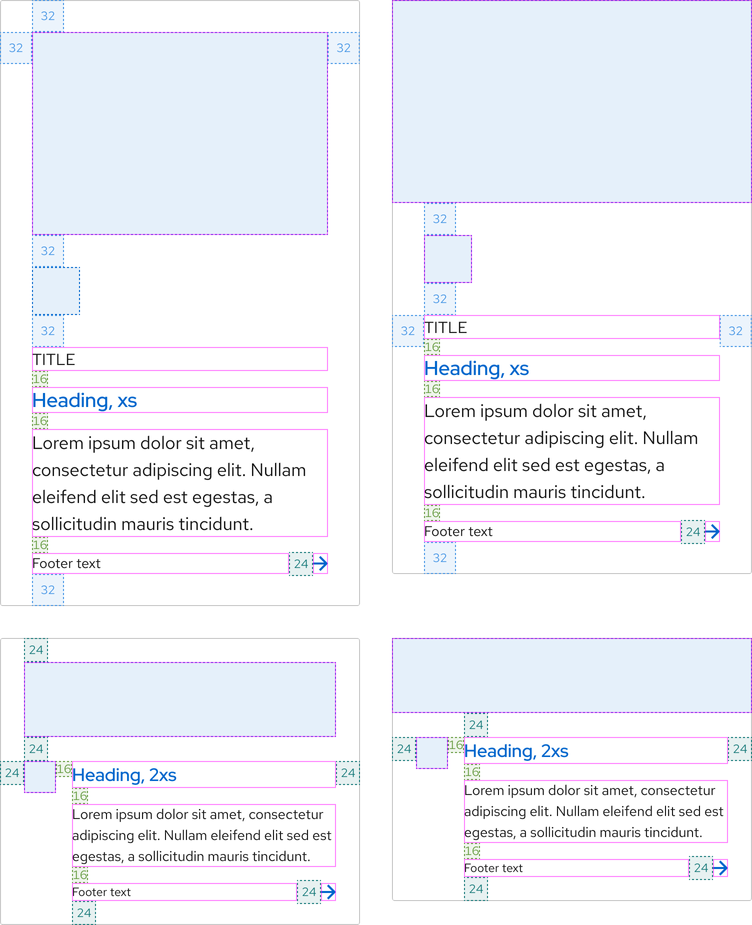 32
32
32
32
32
TITLE
16
Heading, xs
16
Lorem ipsum dolor sit amet,
consectetur adipiscing elit. Nullam
eleifend elit sed est egestas, a
sollicitudin mauris tincidunt.
16
Footer text 24
32
32
32
32 TITLE 32
16
Heading, xs
16
Lorem ipsum dolor sit amet,
consectetur adipiscing elit. Nullam
eleifend elit sed est egestas, a
sollicitudin mauris tincidunt.
16
Footer text 24
32
24
24
24 16 Heading, 2xs 24
16
Lorem ipsum dolor sit amet, consectetur
adipiscing elit. Nullam eleifend elit sed est
egestas, a sollicitudin mauris tincidunt.
16
Footer text 24
24
24
24 16 Heading, 2xs 24
16
Lorem ipsum dolor sit amet, consectetur
adipiscing elit. Nullam eleifend elit sed est
egestas, a sollicitudin mauris tincidunt.
16
Footer text 24
24